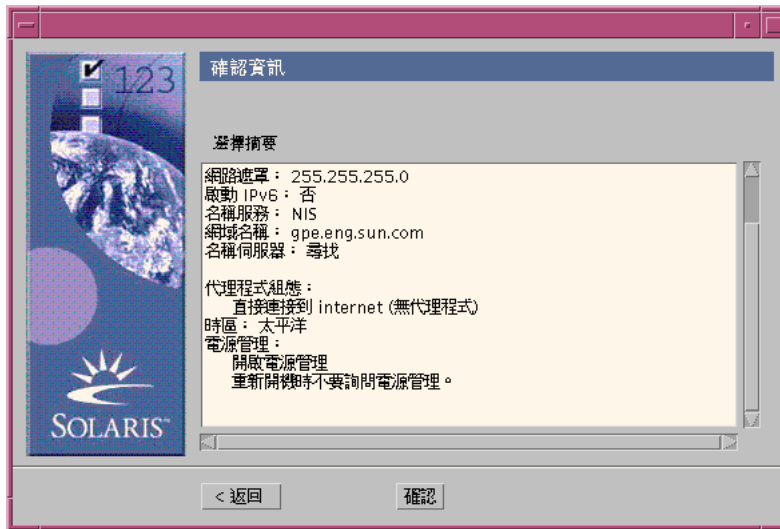 123
確認資訊
選擇摘要
網路遮罩： 255.255.255.0
啟動 IPv6： 否
名稱服務： NIS
網域名稱： gpe.eng.sun.com
名稱伺服器： 尋找
代理程式組態：
直接連接到 internet (無代理程式)
時區： 太平洋
電源管理：
開啟電源管理
重新開機時不要詢問電源管理。
SOLARIS™
< 返回
確認